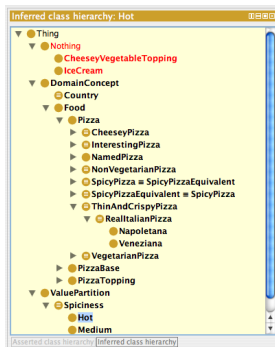 Inferred class hierarchy: Hot
Thing
Nothing
CheeseyVegetableTopping
IceCream
DomainConcept
Country
Food
Pizza
CheeseyPizza
InterestingPizza
NamedPizza
NonVegetarianPizza
SpicyPizza ≡ SpicyPizzaEquivalent
SpicyPizzaEquivalent ≡ SpicyPizza
ThinAndCrispyPizza
RealItalianPizza
Napoletana
Veneziana
VegetarianPizza
PizzaBase
PizzaTopping
ValuePartition
Spiciness
Hot
Medium
Asserted class hierarchy Inferred class hierarchy